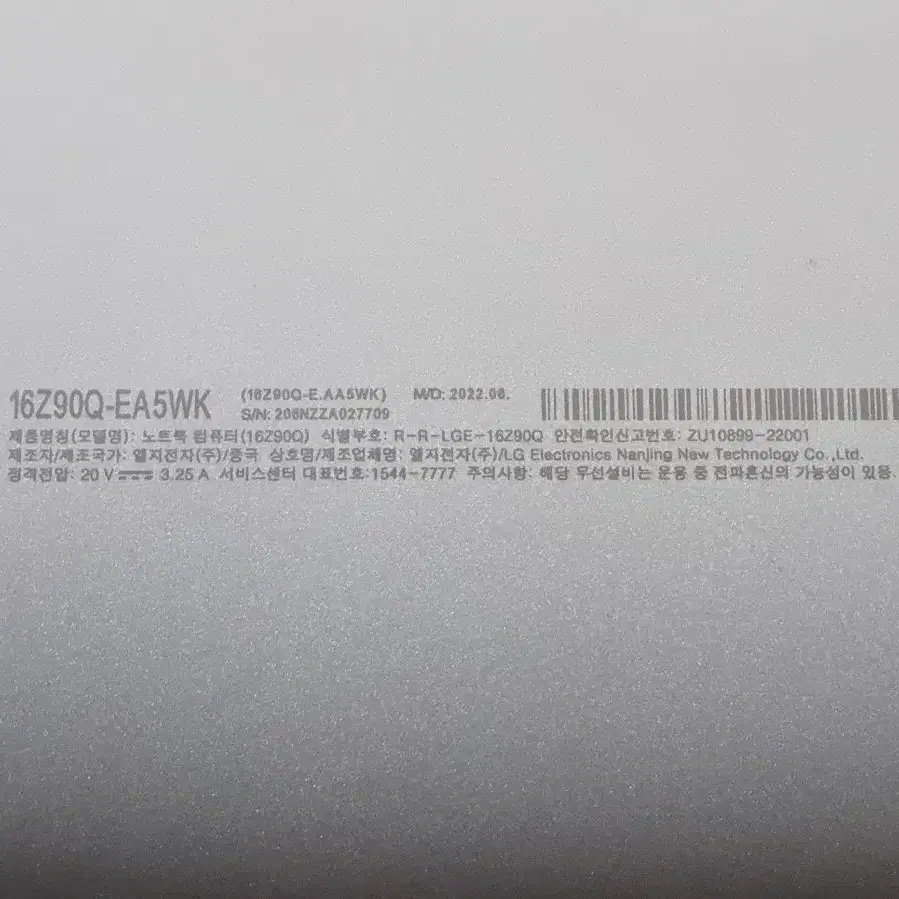 16Z90Q-EA5WK (16Z90Q-E.AA5WK) M/D: 2022.06.
S/N: 206NZZA027709
제품명칭(모델명): 노트북 컴퓨터(16Z90Q) 식별부호: R-R-LGE-16Z90Q 안전확인신고번호: ZU10899-22001
제조자/제조국가: 엘지전자(주)/중국 상호명/제조업체명: 엘지전자(주)/LG Electronics Nanjing New Technology Co.,Ltd.
정격전압: 20 V⎓3.25 A 서비스센터 대표번호:1544-7777 주의사항: 해당 무선설비는 운용 중 전파혼신의 가능성이 있음.